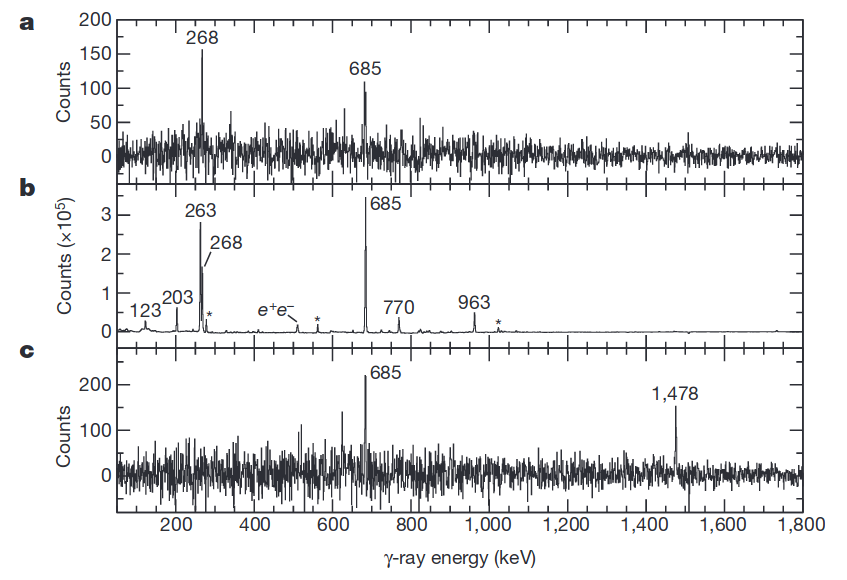 a
200
150
100
50
0
Counts
268
685
b
3
2
1
0
Counts (×10⁵)
123
203
263
268
*
e⁺e⁻
*
685
770
963
*
c
200
100
0
Counts
685
1,478
200 400 600 800 1,000 1,200 1,400 1,600 1,800
γ-ray energy (keV)